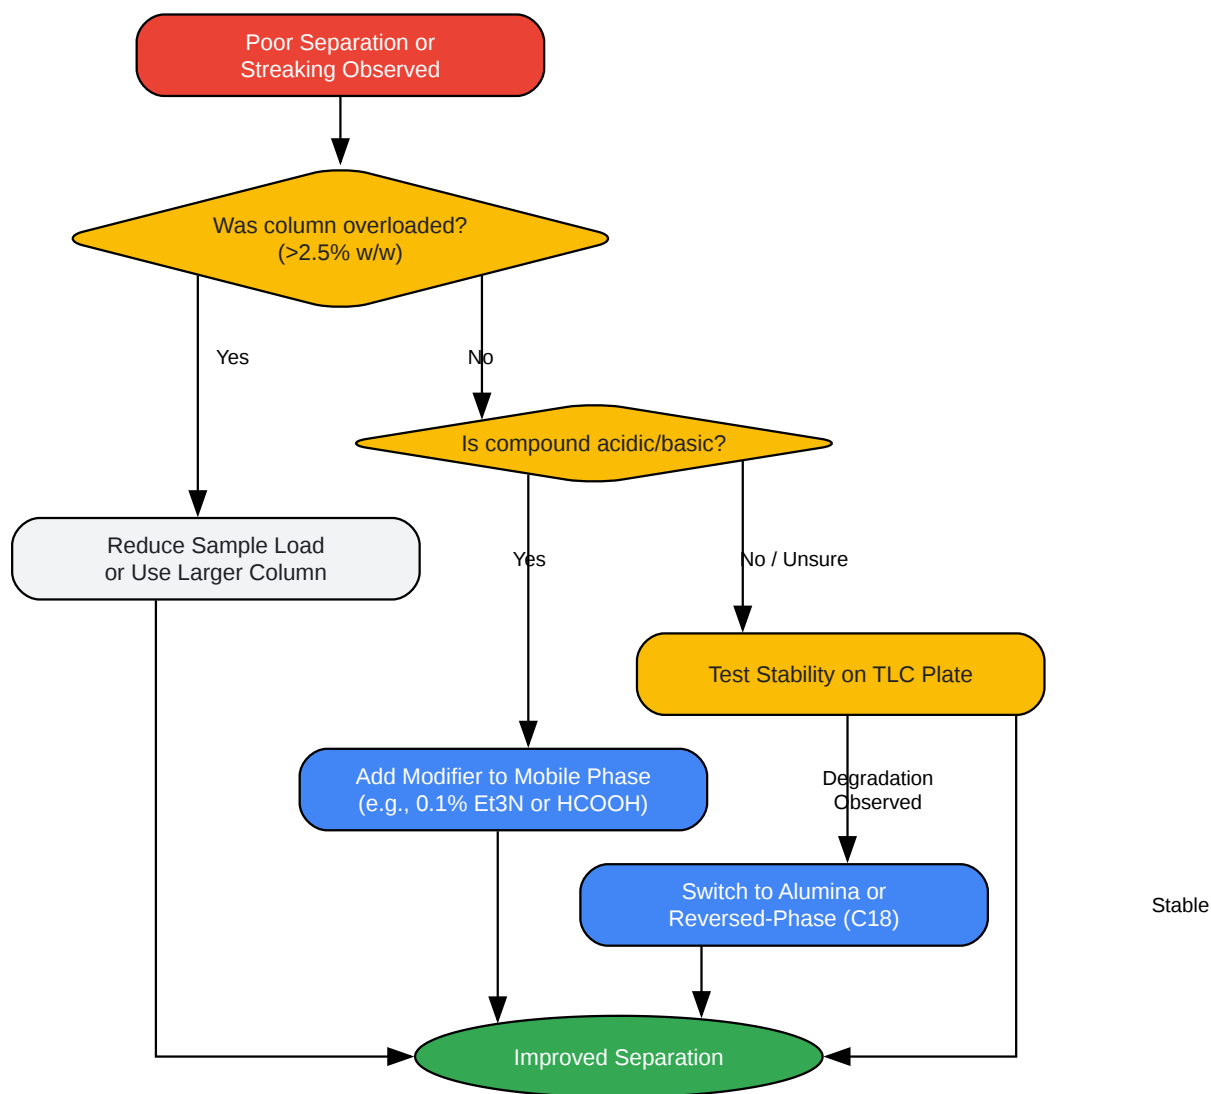 Poor Separation or
Streaking Observed
Was column overloaded?
(>2.5% w/w)
Yes
No
Is compound acidic/basic?
Reduce Sample Load
or Use Larger Column
Yes
No / Unsure
Test Stability on TLC Plate
Add Modifier to Mobile Phase
(e.g., 0.1% Et3N or HCOOH)
Degradation
Observed
Switch to Alumina or
Reversed-Phase (C18)
Stable
Improved Separation